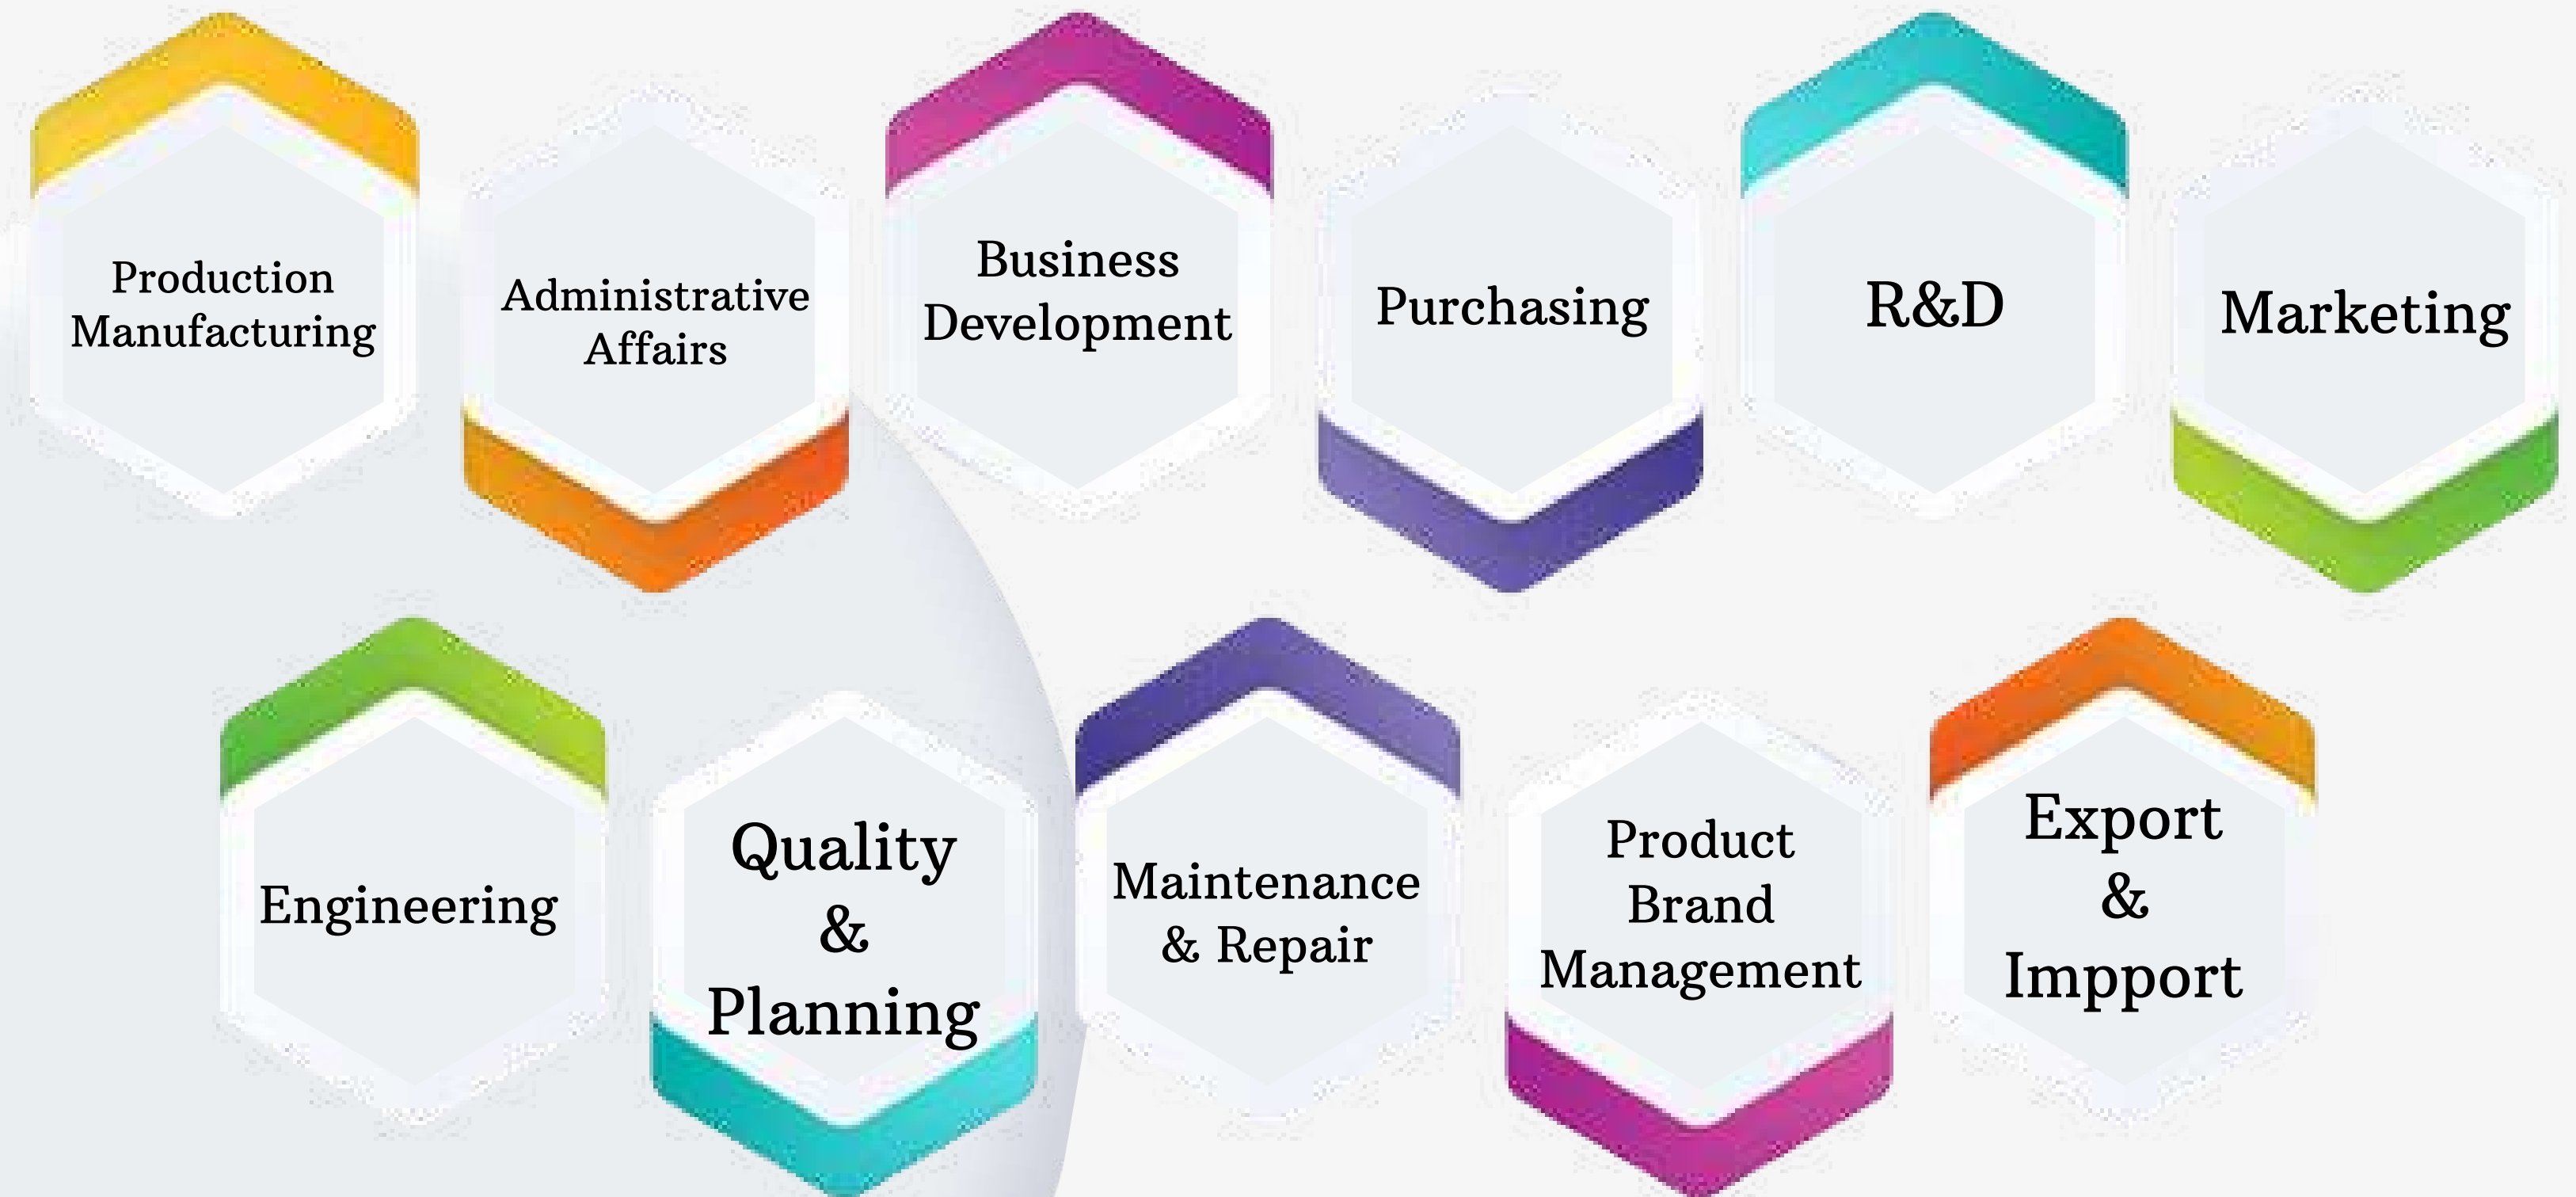 Production
Manufacturing
Administrative
Affairs
Business
Development
Purchasing
R&D
Marketing
Engineering
Quality
&
Planning
Maintenance
& Repair
Product
Brand
Management
Export
&
Impport